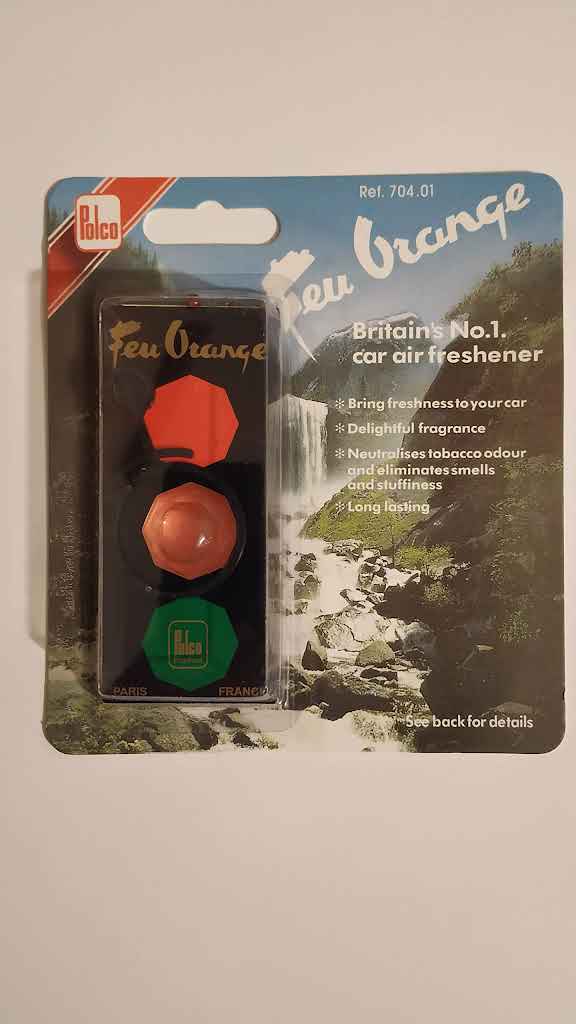 Polco
Ref. 704.01
Feu Orange
Britain's No.1.
car air freshener
* Bring freshness to your car
* Delightful fragrance
* Neutralises tobacco odour
and eliminates smells
and stuffiness
* Long lasting
See back for details
Feu Orange
Polco
PARIS FRANCE